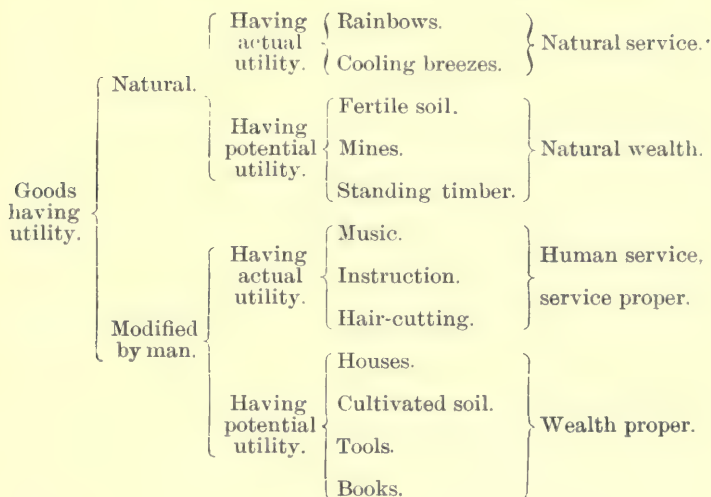 Goods having utility.
Natural.
Having actual utility.
Rainbows.
Cooling breezes.
Natural service.
Having potential utility.
Fertile soil.
Mines.
Standing timber.
Natural wealth.
Modified by man.
Having actual utility.
Music.
Instruction.
Hair-cutting.
Human service,
service proper.
Having potential utility.
Houses.
Cultivated soil.
Tools.
Books.
Wealth proper.